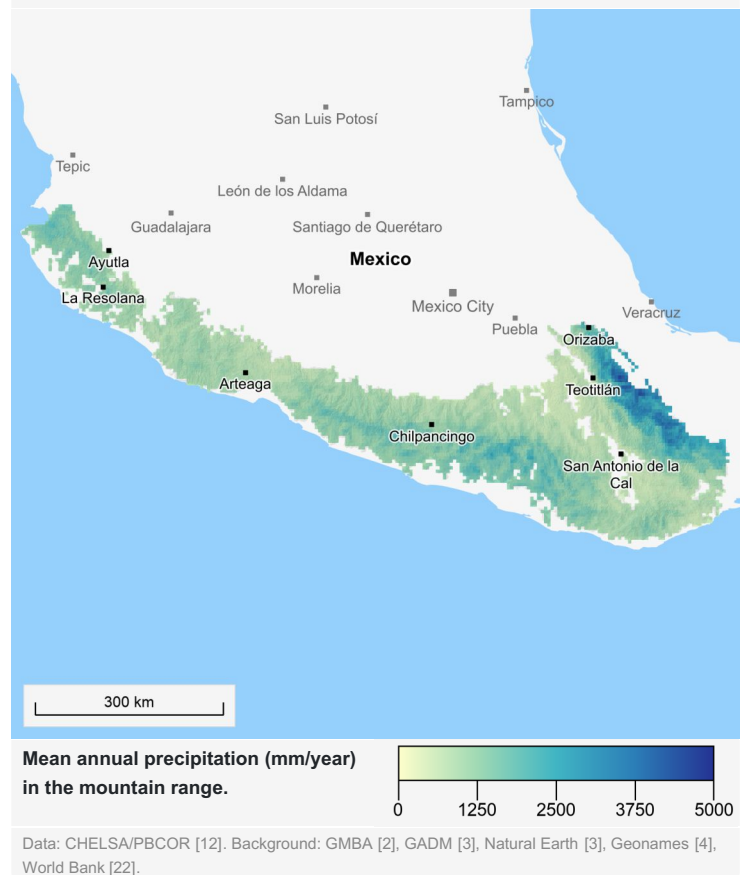 Tampico
San Luis Potosí
Tepic
León de los Aldama
Guadalajara
Santiago de Querétaro
Ayutla
Mexico
La Resolana
Morelia
Mexico City
Veracruz
Puebla
Orizaba
Arteaga
Teotitlán
Chilpancingo
San Antonio de la
Cal
300 km
Mean annual precipitation (mm/year)
in the mountain range.
0 1250 2500 3750 5000
Data: CHELSA/PBCOR [12]. Background: GMBA [2], GADM [3], Natural Earth [3], Geonames [4],
World Bank [22].